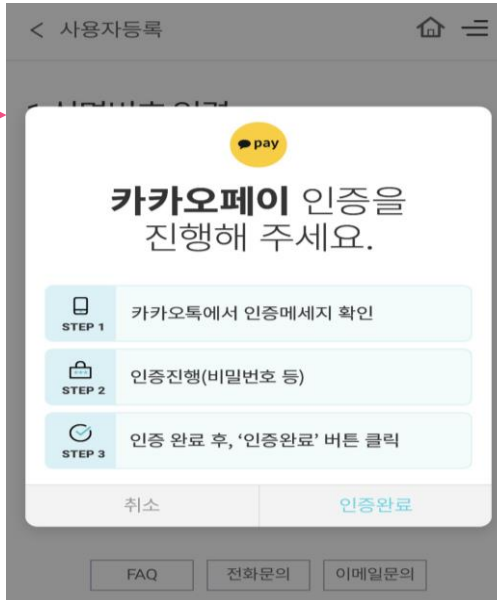 < 사용자등록
pay
카카오페이 인증을
진행해 주세요.
STEP 1
카카오톡에서 인증메세지 확인
STEP 2
인증진행(비밀번호 등)
STEP 3
인증 완료 후, ‘인증완료’ 버튼 클릭
취소
인증완료
FAQ
전화문의
이메일문의